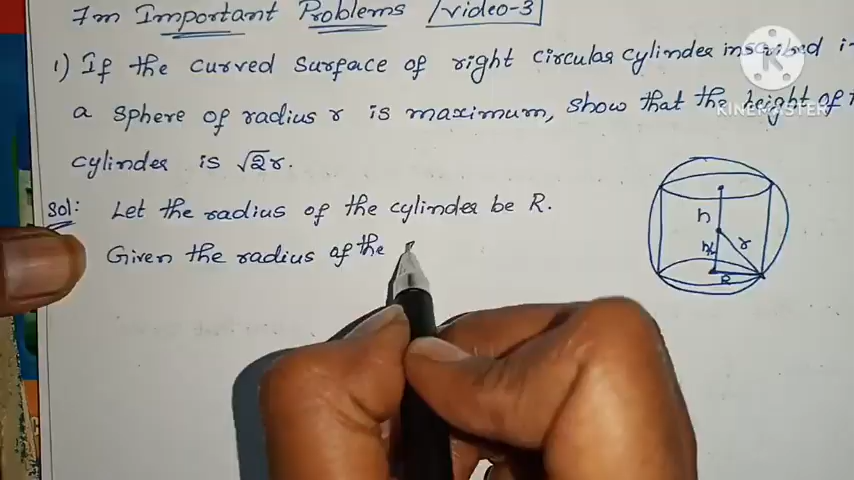 7m Important Problems /video-3
1) If the curved surface of right circular cylinder inscribed
a sphere of radius r is maximum, show that the height of
cylinder is √2r.
Sol: Let the radius of the cylinder be R.
Given the radius of the
h
r
R
K
KINEMASTER